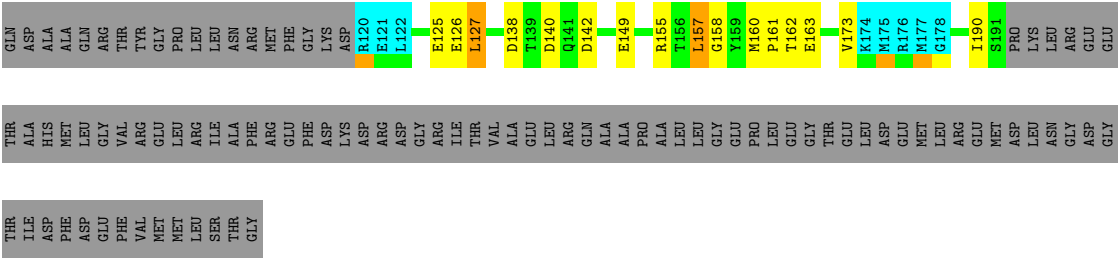 GLN ASP ALA ALA GLN ARG THR TYR GLY PRO LEU LEU ASN ARG MET PHE GLY LYS ASP R120 E121 L122 E125 E126 L127 D138 T139 D140 Q141 D142 E149 R155 T156 L157 G158 Y159 M160 P161 T162 E163 V173 K174 M175 R176 M177 G178 I190 S191 PRO LYS LEU ARG GLU GLU
THR ALA HIS MET LEU GLY VAL ARG GLU LEU ARG ILE ALA PHE ARG GLU PHE ASP LYS ASP ARG ASP GLY ARG ILE THR VAL ALA GLU LEU ARG GLN ALA ALA PRO ALA LEU LEU GLY GLU PRO LEU GLU GLY THR GLU LEU ASP GLU MET LEU ARG GLU MET ASP LEU ASN GLY ASP GLY
THR ILE ASP PHE ASP GLU PHE VAL MET MET LEU SER THR GLY